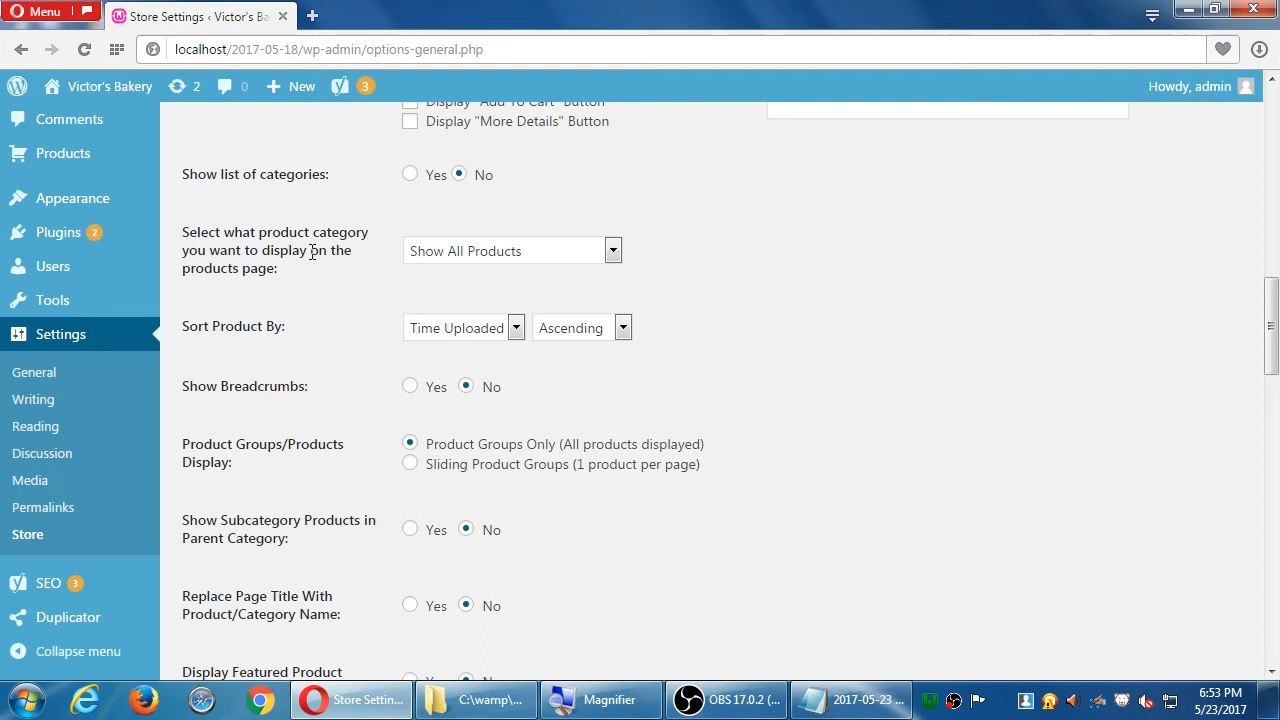 Menu
Store Settings ‹ Victor's Ba
localhost/2017-05-18/wp-admin/options-general.php
Victor's Bakery 2 0 New 3 Howdy, admin
Comments
Products
Appearance
Plugins 2
Users
Tools
Settings
General
Writing
Reading
Discussion
Media
Permalinks
Store
SEO 3
Duplicator
Collapse menu
Display "Add To Cart" Button
Display "More Details" Button
Show list of categories: Yes No
Select what product category
you want to display on the
products page:
Show All Products
Sort Product By: Time Uploaded Ascending
Show Breadcrumbs: Yes No
Product Groups/Products
Display:
Product Groups Only (All products displayed)
Sliding Product Groups (1 product per page)
Show Subcategory Products in
Parent Category:
Yes No
Replace Page Title With
Product/Category Name:
Yes No
Display Featured Product
Store Settin... C:\wamp\... Magnifier OBS 17.0.2 (... 2017-05-23 ...
6:53 PM
5/23/2017